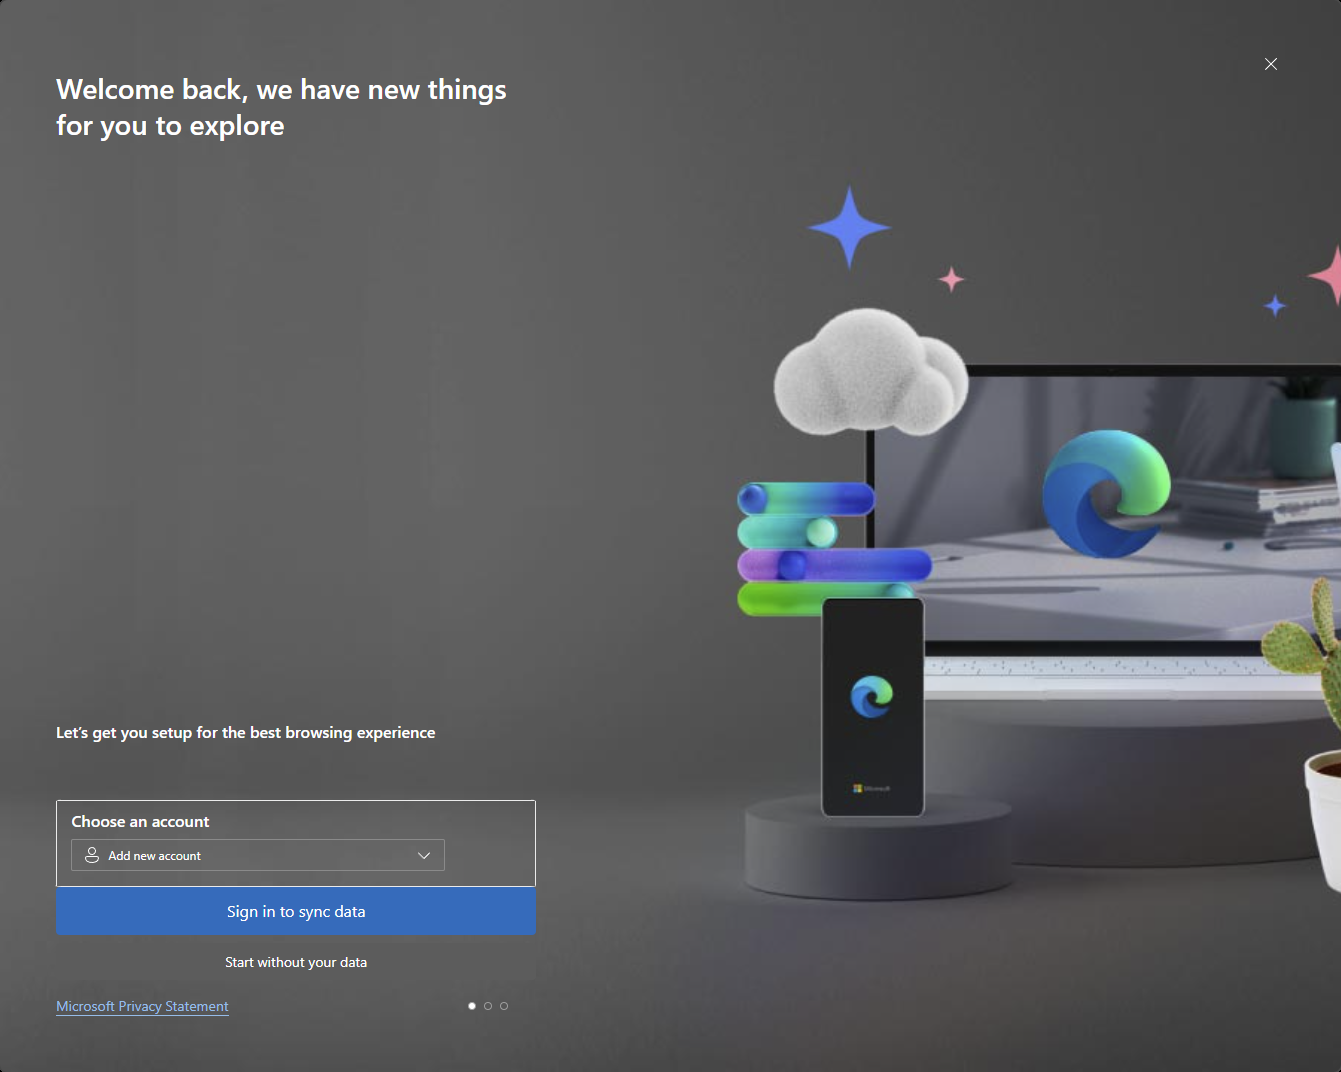 Welcome back, we have new things
for you to explore
Let's get you setup for the best browsing experience
Choose an account
Add new account
Sign in to sync data
Start without your data
Microsoft Privacy Statement
Microsoft